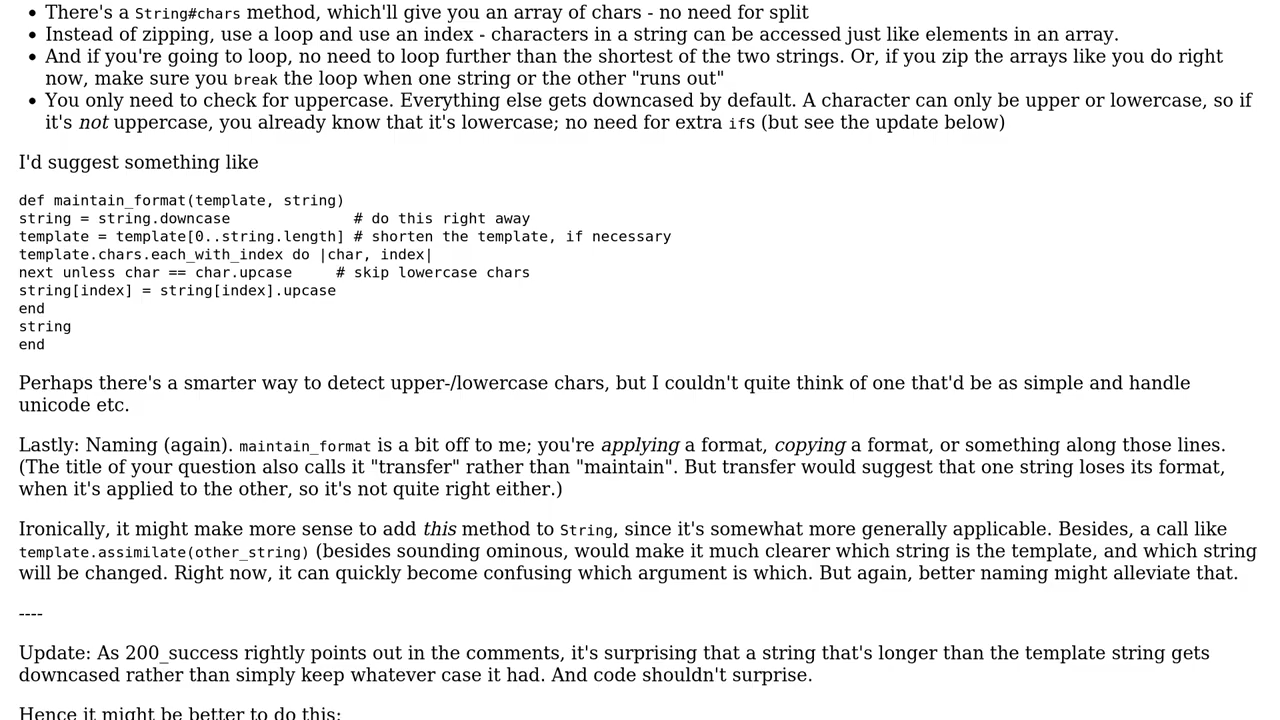 There's a String#chars method, which'll give you an array of chars - no need for split
Instead of zipping, use a loop and use an index - characters in a string can be accessed just like elements in an array.
And if you're going to loop, no need to loop further than the shortest of the two strings. Or, if you zip the arrays like you do right
now, make sure you break the loop when one string or the other "runs out"
You only need to check for uppercase. Everything else gets downcased by default. A character can only be upper or lowercase, so if
it's not uppercase, you already know that it's lowercase; no need for extra ifs (but see the update below)
I'd suggest something like
def maintain_format(template, string)
string = string.downcase # do this right away
template = template[0..string.length] # shorten the template, if necessary
template.chars.each_with_index do |char, index|
next unless char == char.upcase # skip lowercase chars
string[index] = string[index].upcase
end
string
end
Perhaps there's a smarter way to detect upper-/lowercase chars, but I couldn't quite think of one that'd be as simple and handle
unicode etc.
Lastly: Naming (again). maintain_format is a bit off to me; you're applying a format, copying a format, or something along those lines.
(The title of your question also calls it "transfer" rather than "maintain". But transfer would suggest that one string loses its format,
when it's applied to the other, so it's not quite right either.)
Ironically, it might make more sense to add this method to String, since it's somewhat more generally applicable. Besides, a call like
template.assimilate(other_string) (besides sounding ominous, would make it much clearer which string is the template, and which string
will be changed. Right now, it can quickly become confusing which argument is which. But again, better naming might alleviate that.
----
Update: As 200_success rightly points out in the comments, it's surprising that a string that's longer than the template string gets
downcased rather than simply keep whatever case it had. And code shouldn't surprise.
Hence it might be better to do this: